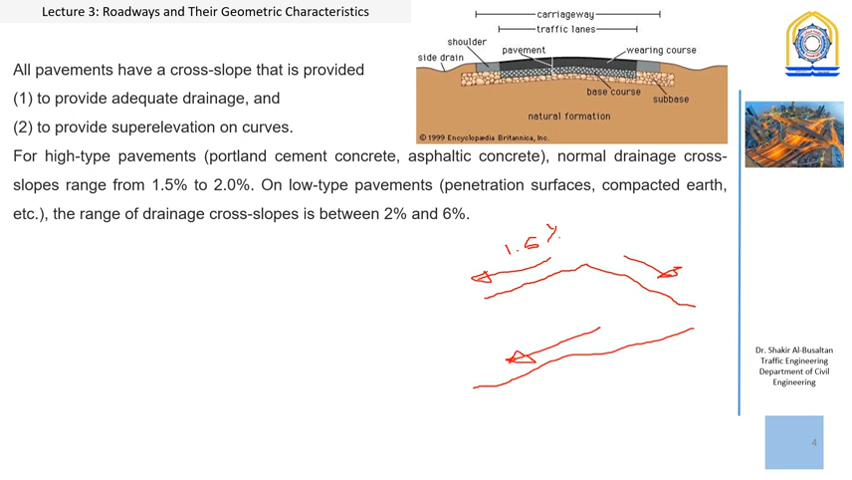 Lecture 3: Roadways and Their Geometric Characteristics
carriageway
traffic lanes
shoulder
pavement
wearing course
side drain
base course
subbase
natural formation
© 1999 Encyclopædia Britannica, Inc.
All pavements have a cross-slope that is provided
(1) to provide adequate drainage, and
(2) to provide superelevation on curves.
For high-type pavements (portland cement concrete, asphaltic concrete), normal drainage cross-
slopes range from 1.5% to 2.0%. On low-type pavements (penetration surfaces, compacted earth,
etc.), the range of drainage cross-slopes is between 2% and 6%.
1.5%
Dr. Shakir Al-Busaltan
Traffic Engineering
Department of Civil
Engineering
4